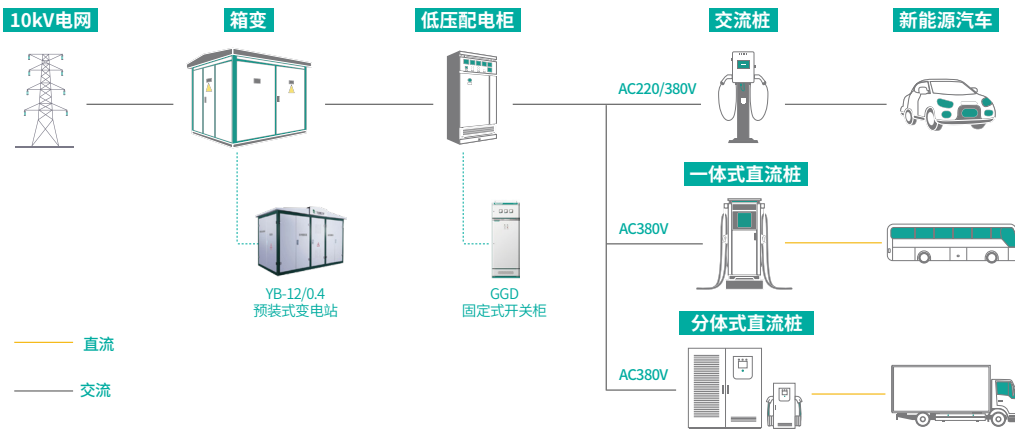 10kV电网
箱变
低压配电柜
交流桩
新能源汽车
AC220/380V
一体式直流桩
AC380V
YB-12/0.4
预装式变电站
GGD
固定式开关柜
分体式直流桩
直流
AC380V
交流